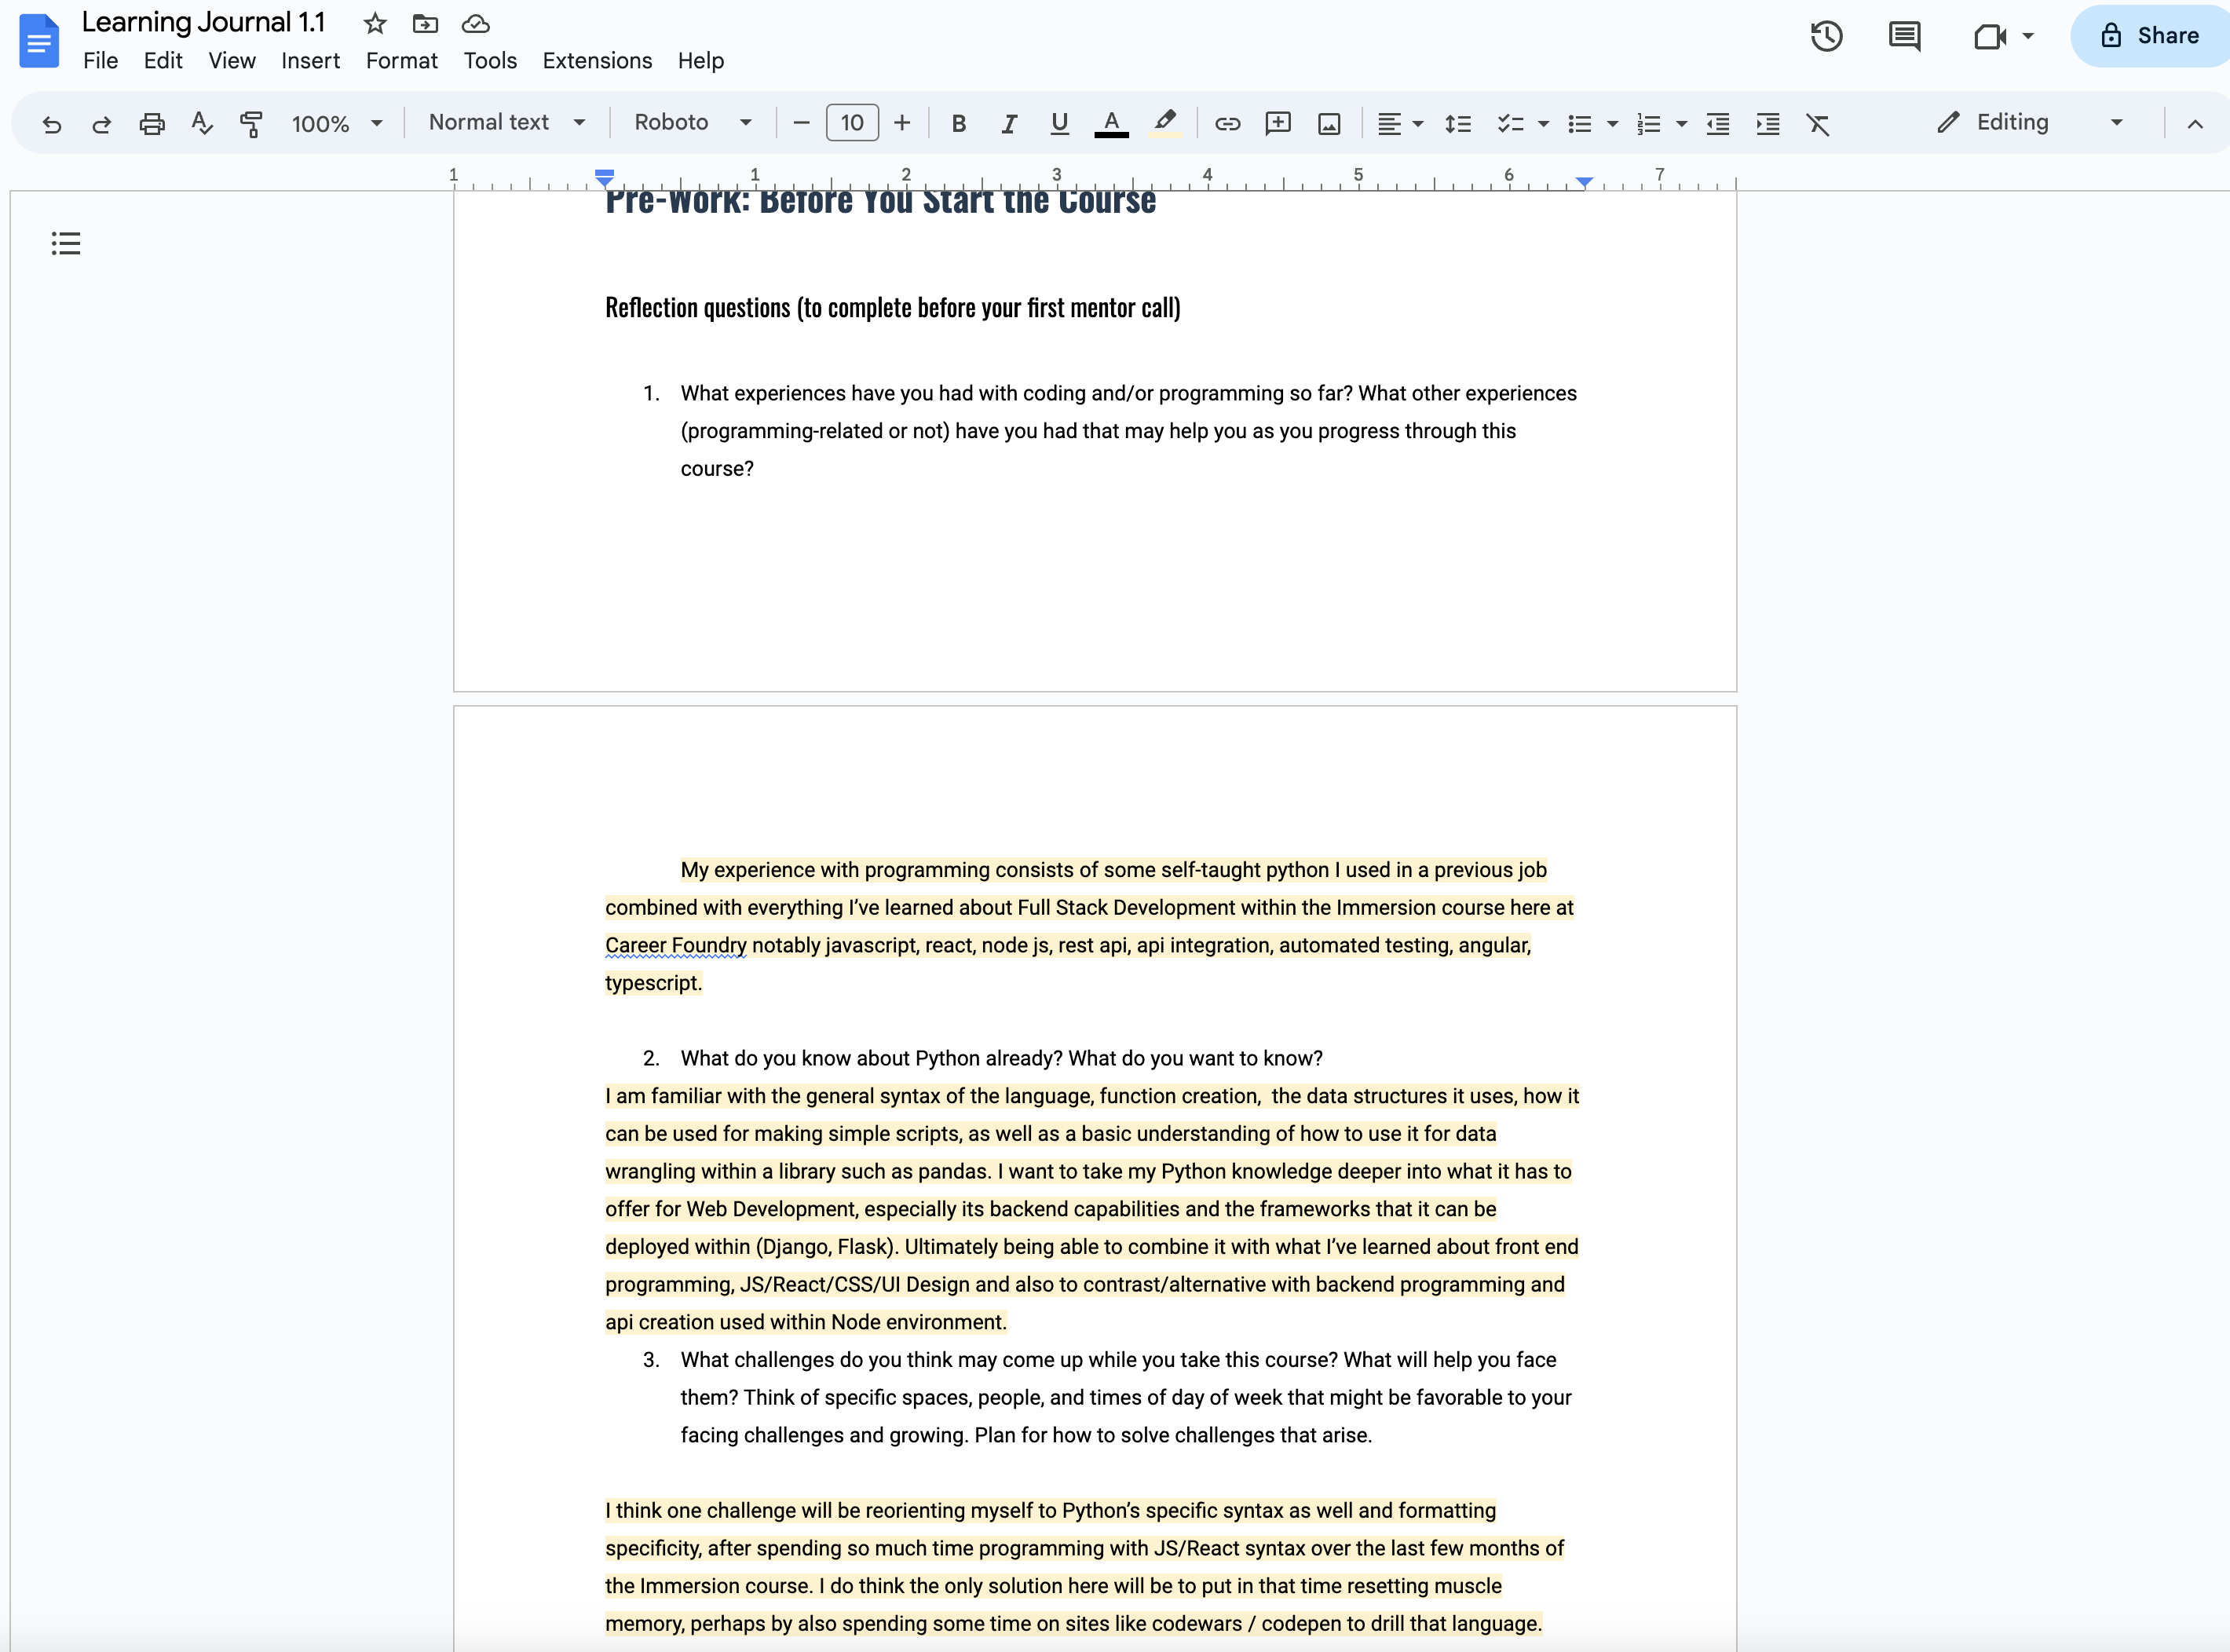 Learning Journal 1.1
Share
File Edit View Insert Format Tools Extensions Help
100% Normal text Roboto 10 B I U A Editing
1 1 2 3 4 5 6 7
Pre-Work: Before You Start the Course
Reflection questions (to complete before your first mentor call)
1. What experiences have you had with coding and/or programming so far? What other experiences
(programming-related or not) have you had that may help you as you progress through this
course?
My experience with programming consists of some self-taught python I used in a previous job
combined with everything I’ve learned about Full Stack Development within the Immersion course here at
Career Foundry notably javascript, react, node js, rest api, api integration, automated testing, angular,
typescript.
2. What do you know about Python already? What do you want to know?
I am familiar with the general syntax of the language, function creation,  the data structures it uses, how it
can be used for making simple scripts, as well as a basic understanding of how to use it for data
wrangling within a library such as pandas. I want to take my Python knowledge deeper into what it has to
offer for Web Development, especially its backend capabilities and the frameworks that it can be
deployed within (Django, Flask). Ultimately being able to combine it with what I’ve learned about front end
programming, JS/React/CSS/UI Design and also to contrast/alternative with backend programming and
api creation used within Node environment.
3. What challenges do you think may come up while you take this course? What will help you face
them? Think of specific spaces, people, and times of day of week that might be favorable to your
facing challenges and growing. Plan for how to solve challenges that arise.
I think one challenge will be reorienting myself to Python’s specific syntax as well and formatting
specificity, after spending so much time programming with JS/React syntax over the last few months of
the Immersion course. I do think the only solution here will be to put in that time resetting muscle
memory, perhaps by also spending some time on sites like codewars / codepen to drill that language.